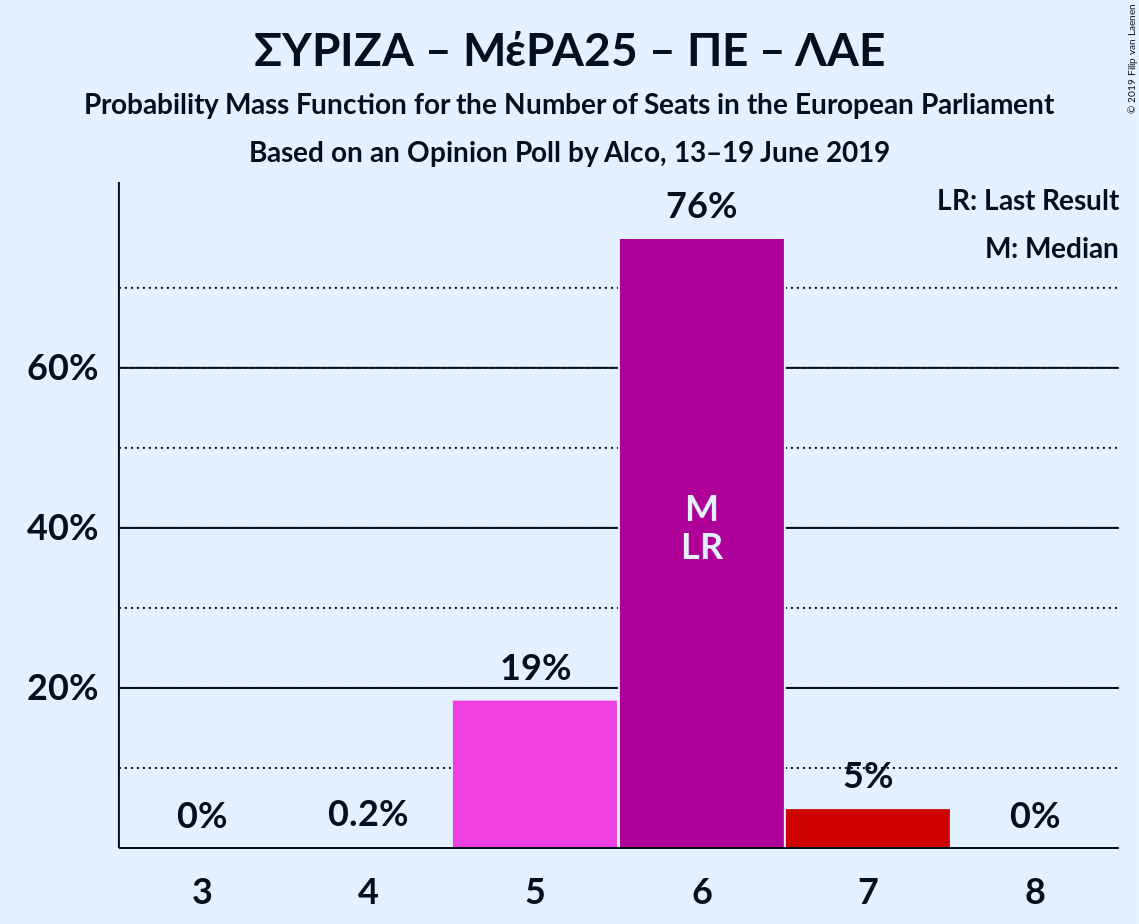 ΣΥΡΙΖΑ – ΜέΡΑ25 – ΠΕ – ΛΑΕ
Probability Mass Function for the Number of Seats in the European Parliament
Based on an Opinion Poll by Alco, 13–19 June 2019
© 2019 Filip van Laenen
LR: Last Result
M: Median
76%
60%
M
40%
LR
19%
20%
5%
0%
0.2%
0%
3
4
5
6
7
8